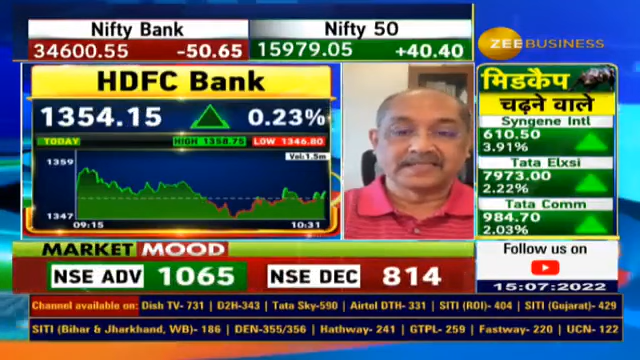 Nifty Bank
34600.55 -50.65
Nifty 50
15979.05 +40.40
ZEE BUSINESS
HDFC Bank
1354.15 0.23%
TODAY HIGH 1358.75 LOW 1346.80
Vol:1.5m
1359
1347
09:15 10:31
मिडकैप
चढ़ने वाले
Syngene Intl
610.50
3.91%
Tata Elxsi
7973.00
2.22%
Tata Comm
984.70
2.03%
MARKET MOOD
NSE ADV 1065 NSE DEC 814
Follow us on
15:07:2022
Channel available on: Dish TV- 731 | D2H-343 | Tata Sky-590 | Airtel DTH- 331 | SITI (ROI)- 404 | SITI (Gujarat)- 429
SITI (Bihar & Jharkhand, WB)- 186 | DEN-355/356 | Hathway- 241 | GTPL- 259 | Fastway- 220 | UCN- 122